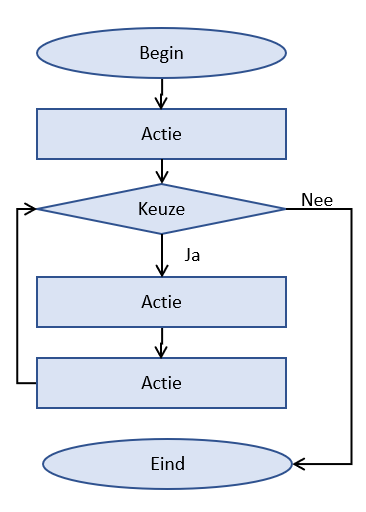 Begin
Actie
Keuze
Nee
Ja
Actie
Actie
Eind